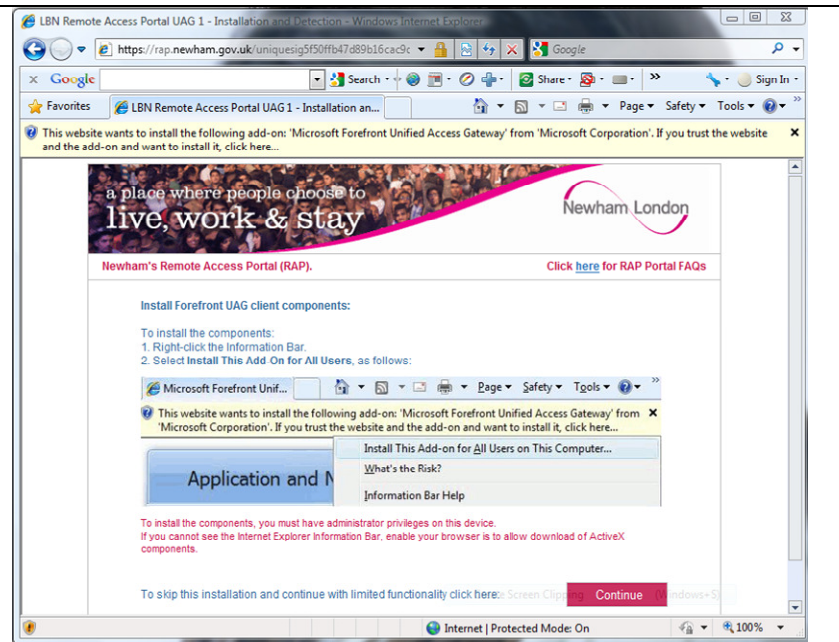 LBN Remote Access Portal UAG 1 - Installation and Detection - Windows Internet Explorer
https://rap.newham.gov.uk/uniquesig5f50ffb47d89b16cac9c
Google
x Google Search Share Sign In
Favorites LBN Remote Access Portal UAG 1 - Installation an... Page Safety Tools
This website wants to install the following add-on: 'Microsoft Forefront Unified Access Gateway' from 'Microsoft Corporation'. If you trust the website
and the add-on and want to install it, click here...
a place where people choose to
live, work & stay
Newham London
Newham's Remote Access Portal (RAP). Click here for RAP Portal FAQs
Install Forefront UAG client components:
To install the components:
1. Right-click the Information Bar.
2. Select Install This Add On for All Users, as follows:
Microsoft Forefront Unif... Page Safety Tools
This website wants to install the following add-on: 'Microsoft Forefront Unified Access Gateway' from
'Microsoft Corporation'. If you trust the website and the add-on and want to install it, click here...
Install This Add-on for All Users on This Computer...
Application and N
What's the Risk?
Information Bar Help
To install the components, you must have administrator privileges on this device.
If you cannot see the Internet Explorer Information Bar, enable your browser is to allow download of ActiveX
components.
To skip this installation and continue with limited functionality click here: Screen Clipping Continue (Windows+S)
Internet | Protected Mode: On 100%